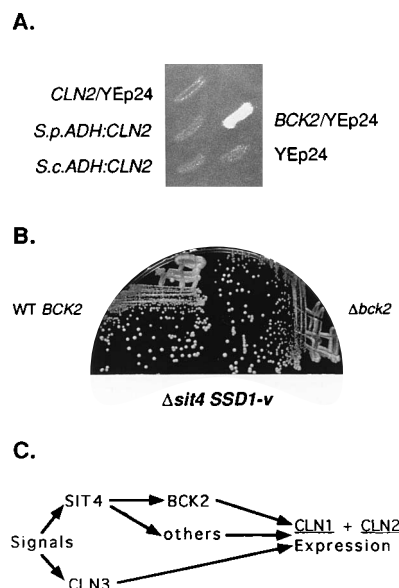 A.
CLN2/YEp24
S.p.ADH:CLN2
S.c.ADH:CLN2
BCK2/YEp24
YEp24
B.
WT BCK2
Δbck2
Δsit4 SSD1-v
C.
Signals
SIT4
BCK2
others
CLN3
CLN1 + CLN2
Expression